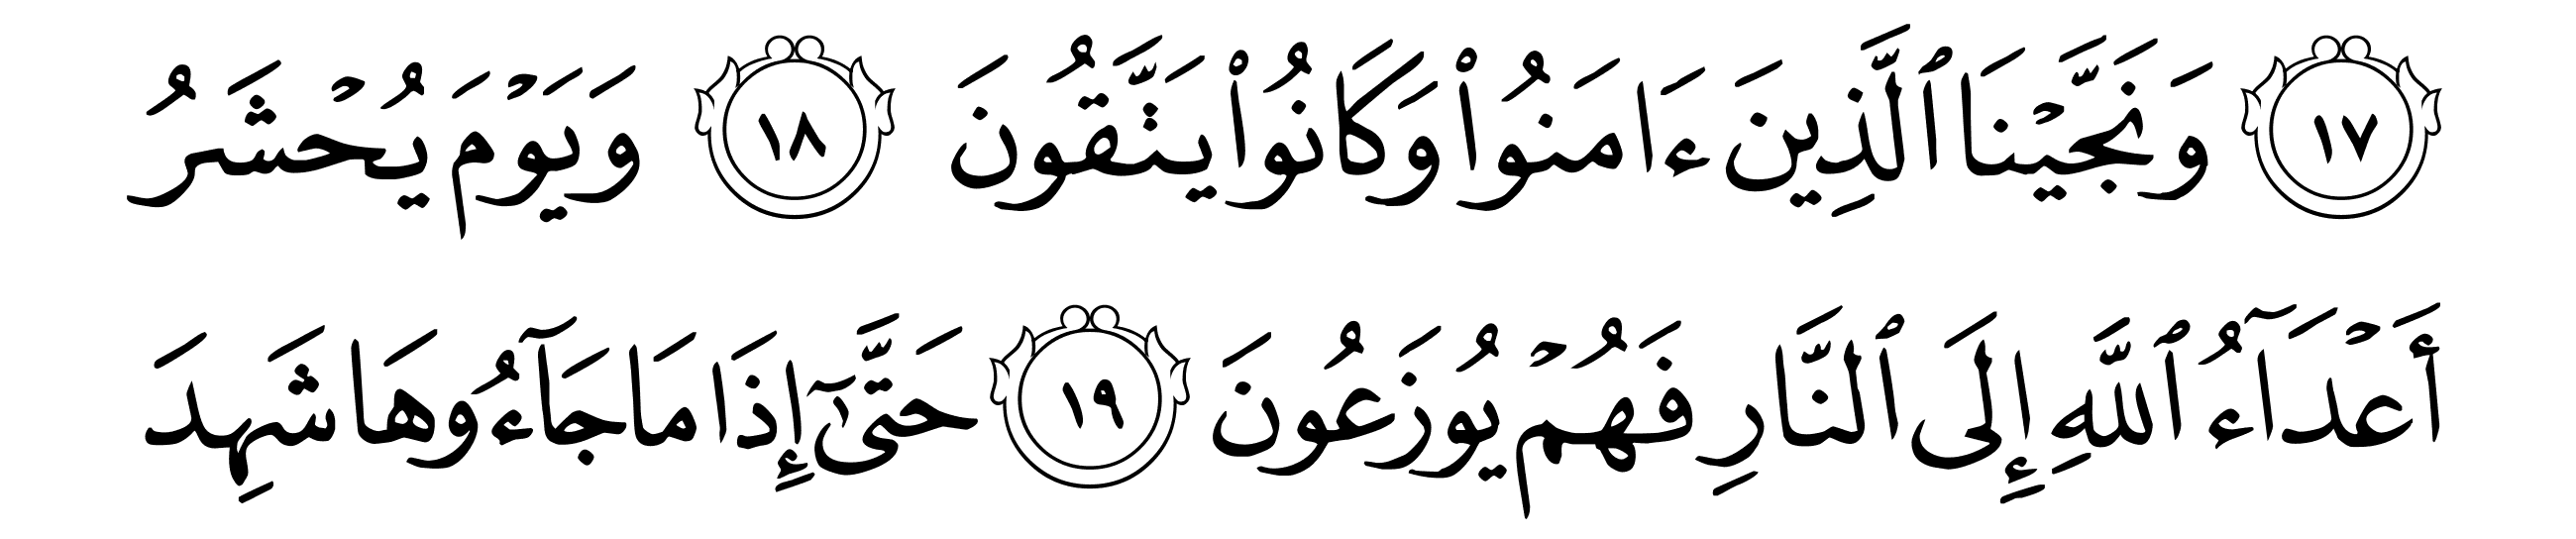 ١٧ وَنَجَّيۡنَا ٱلَّذِينَ ءَامَنُواْ وَكَانُواْ يَتَّقُونَ ١٨ وَيَوۡمَ يُحۡشَرُ
أَعۡدَآءُ ٱللَّهِ إِلَى ٱلنَّارِ فَهُمۡ يُوزَعُونَ ١٩ حَتَّىٰٓ إِذَا مَا جَآءُوهَا شَهِدَ